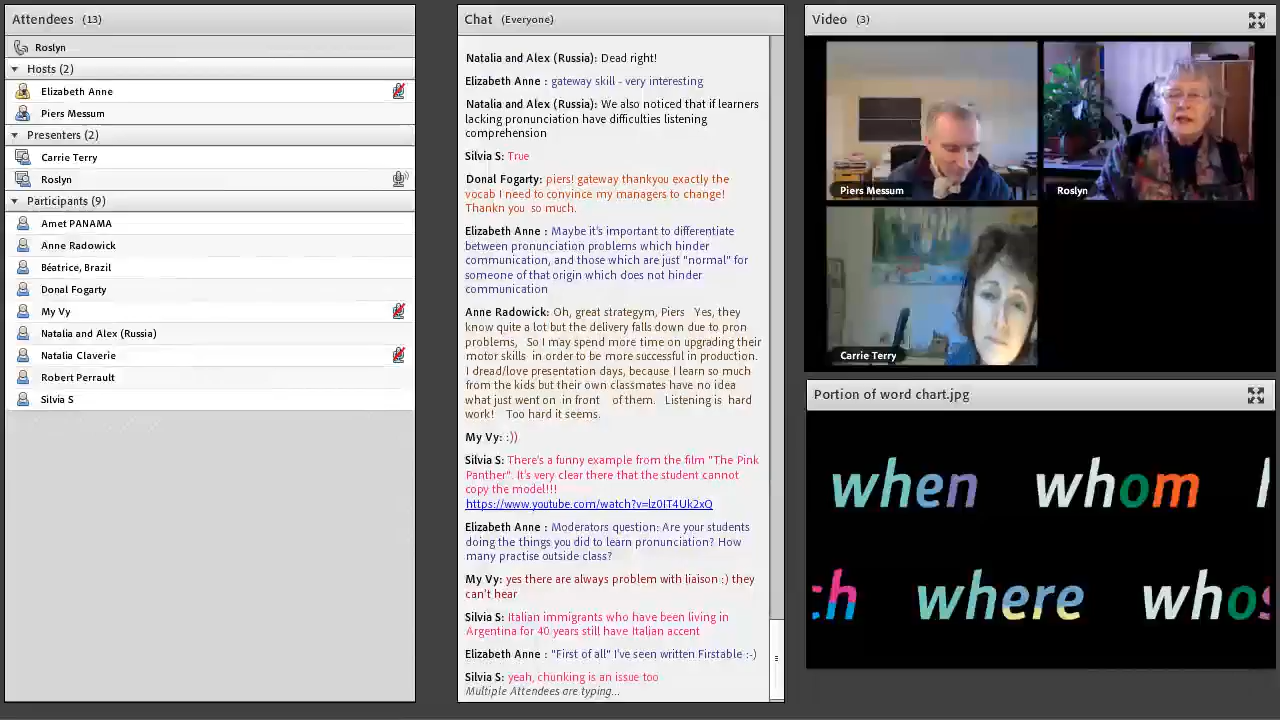 Attendees (13)
Roslyn
Hosts (2)
Elizabeth Anne
Piers Messum
Presenters (2)
Carrie Terry
Roslyn
Participants (9)
Amet PANAMA
Anne Radowick
Béatrice, Brazil
Donal Fogarty
My Vy
Natalia and Alex (Russia)
Natalia Claverie
Robert Perrault
Silvia S
Chat (Everyone)
Natalia and Alex (Russia): Dead right!
Elizabeth Anne : gateway skill - very interesting
Natalia and Alex (Russia): We also noticed that if learners
lacking pronunciation have difficulties listening
comprehension
Silvia S: True
Donal Fogarty: piers! gateway thankyou exactly the
vocab I need to convince my managers to change!
Thankn you so much.
Elizabeth Anne : Maybe it's important to differentiate
between pronunciation problems which hinder
communication, and those which are just "normal" for
someone of that origin which does not hinder
communication
Anne Radowick: Oh, great strategym, Piers Yes, they
know quite a lot but the delivery falls down due to pron
problems, So I may spend more time on upgrading their
motor skills in order to be more successful in production.
I dread/love presentation days, because I learn so much
from the kids but their own classmates have no idea
what just went on in front of them. Listening is hard
work! Too hard it seems.
My Vy: :))
Silvia S: There's a funny example from the film "The Pink
Panther". It's very clear there that the student cannot
copy the model!!!
https://www.youtube.com/watch?v=lz0IT4Uk2xQ
Elizabeth Anne : Moderators question: Are your students
doing the things you did to learn pronunciation? How
many practise outside class?
My Vy: yes there are always problem with liaison :) they
can't hear
Silvia S: Italian immigrants who have been living in
Argentina for 40 years still have Italian accent
Elizabeth Anne : "First of all" I've seen written Firstable :-)
Silvia S: yeah, chunking is an issue too
Multiple Attendees are typing...
Video (3)
Piers Messum
Roslyn
Carrie Terry
Portion of word chart.jpg
when whom
ch where whos